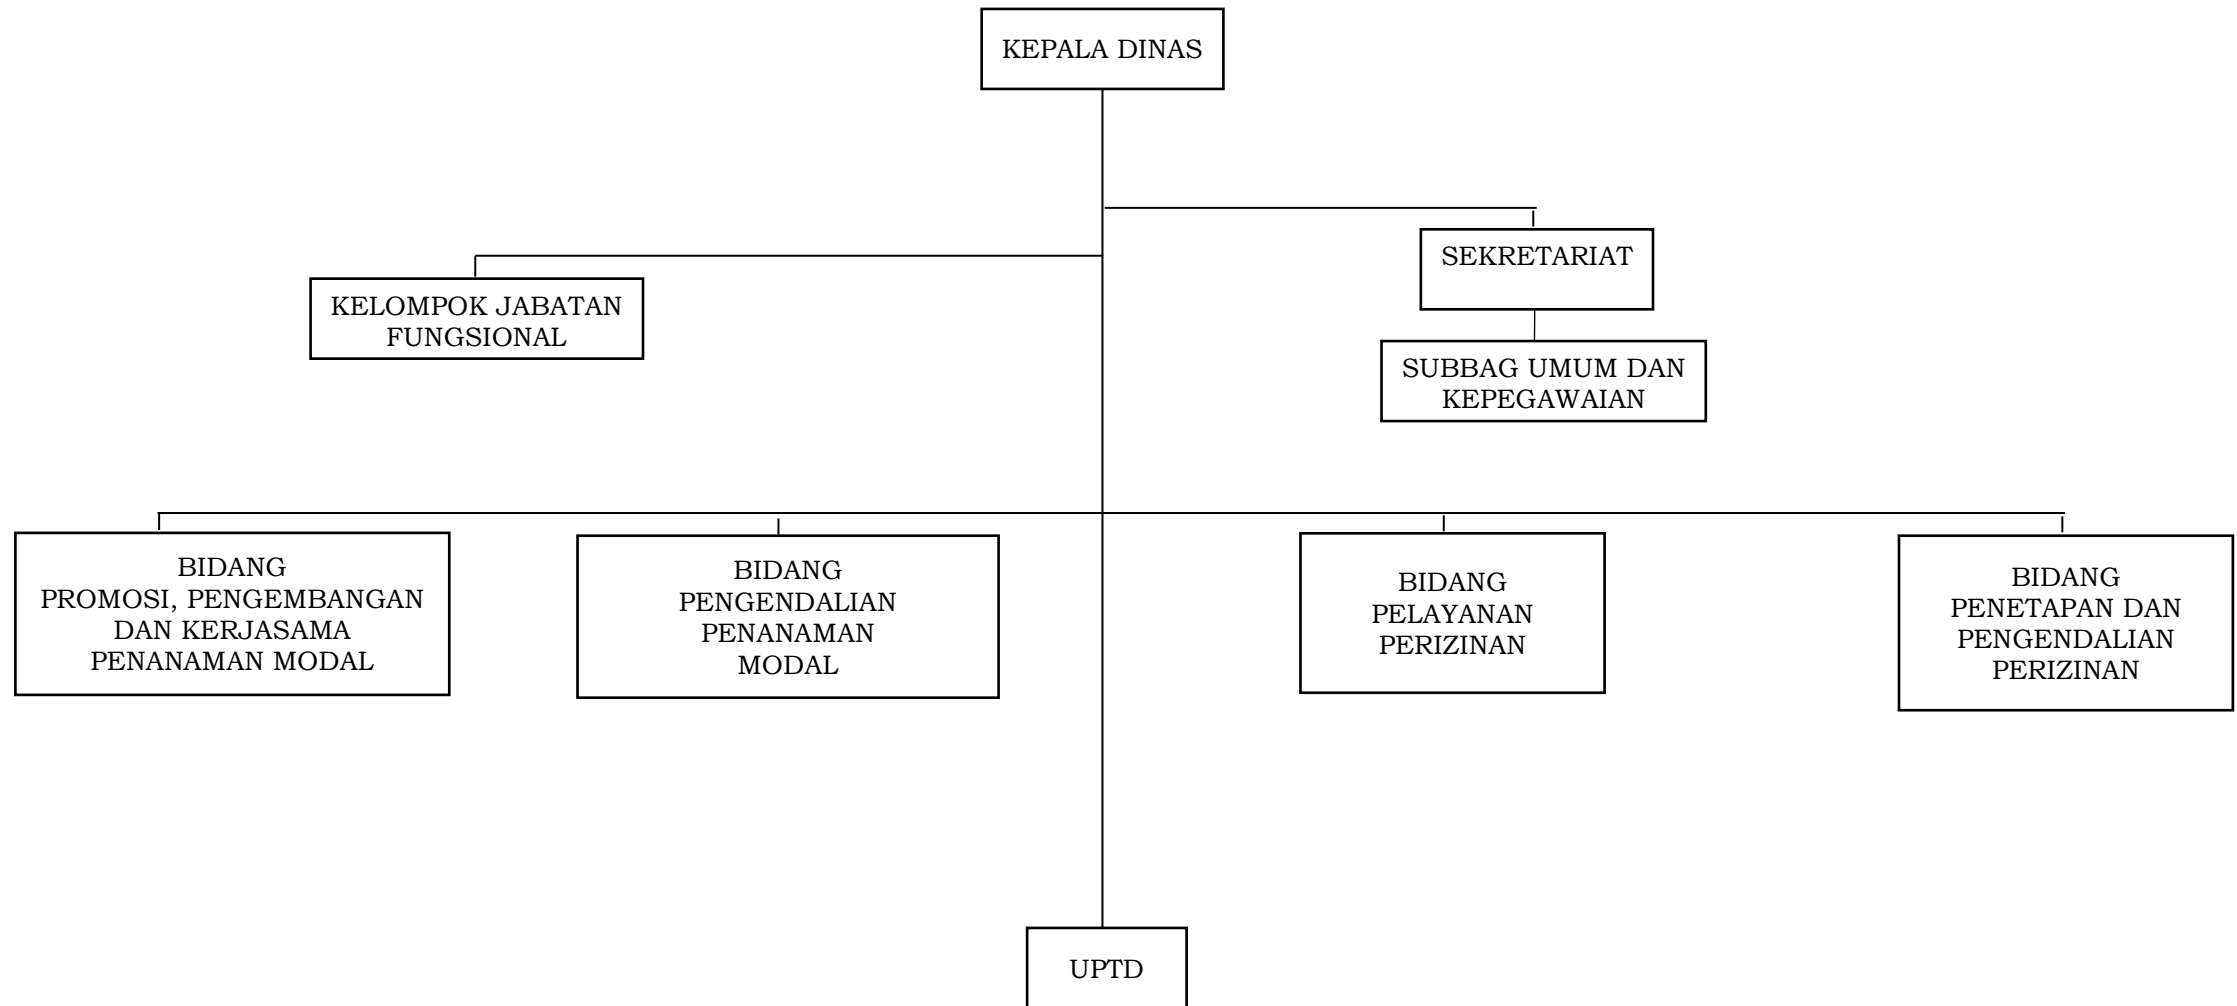 KEPALA DINAS
SEKRETARIAT
KELOMPOK JABATAN
FUNGSIONAL
SUBBAG UMUM DAN
KEPEGAWAIAN
BIDANG
PROMOSI, PENGEMBANGAN
DAN KERJASAMA
PENANAMAN MODAL
BIDANG
PENGENDALIAN
PENANAMAN
MODAL
BIDANG
PELAYANAN
PERIZINAN
BIDANG
PENETAPAN DAN
PENGENDALIAN
PERIZINAN
UPTD